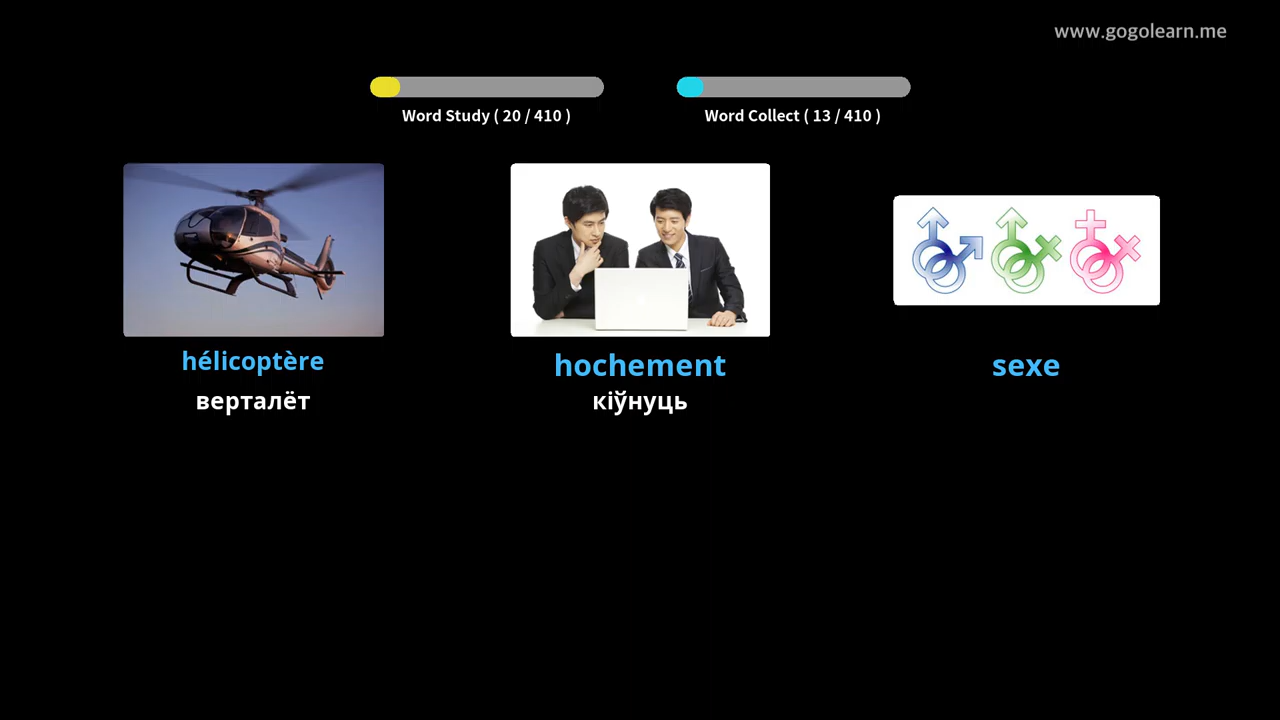 www.gogolearn.me
Word Study ( 20 / 410 )
Word Collect ( 13 / 410 )
hélicoptère
hochement
sexe
верталёт
кіўнуць